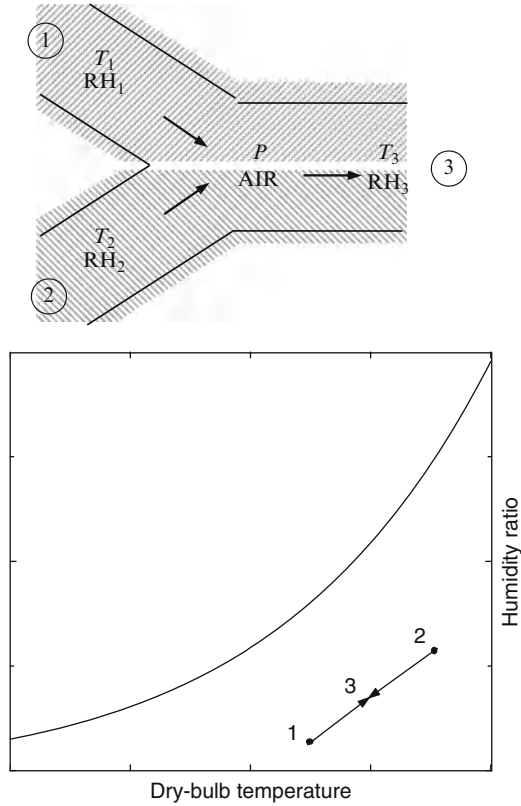 1
T₁
RH₁
P
T₃
3
AIR
RH₃
T₂
RH₂
2
Humidity ratio
2
3
1
Dry-bulb temperature